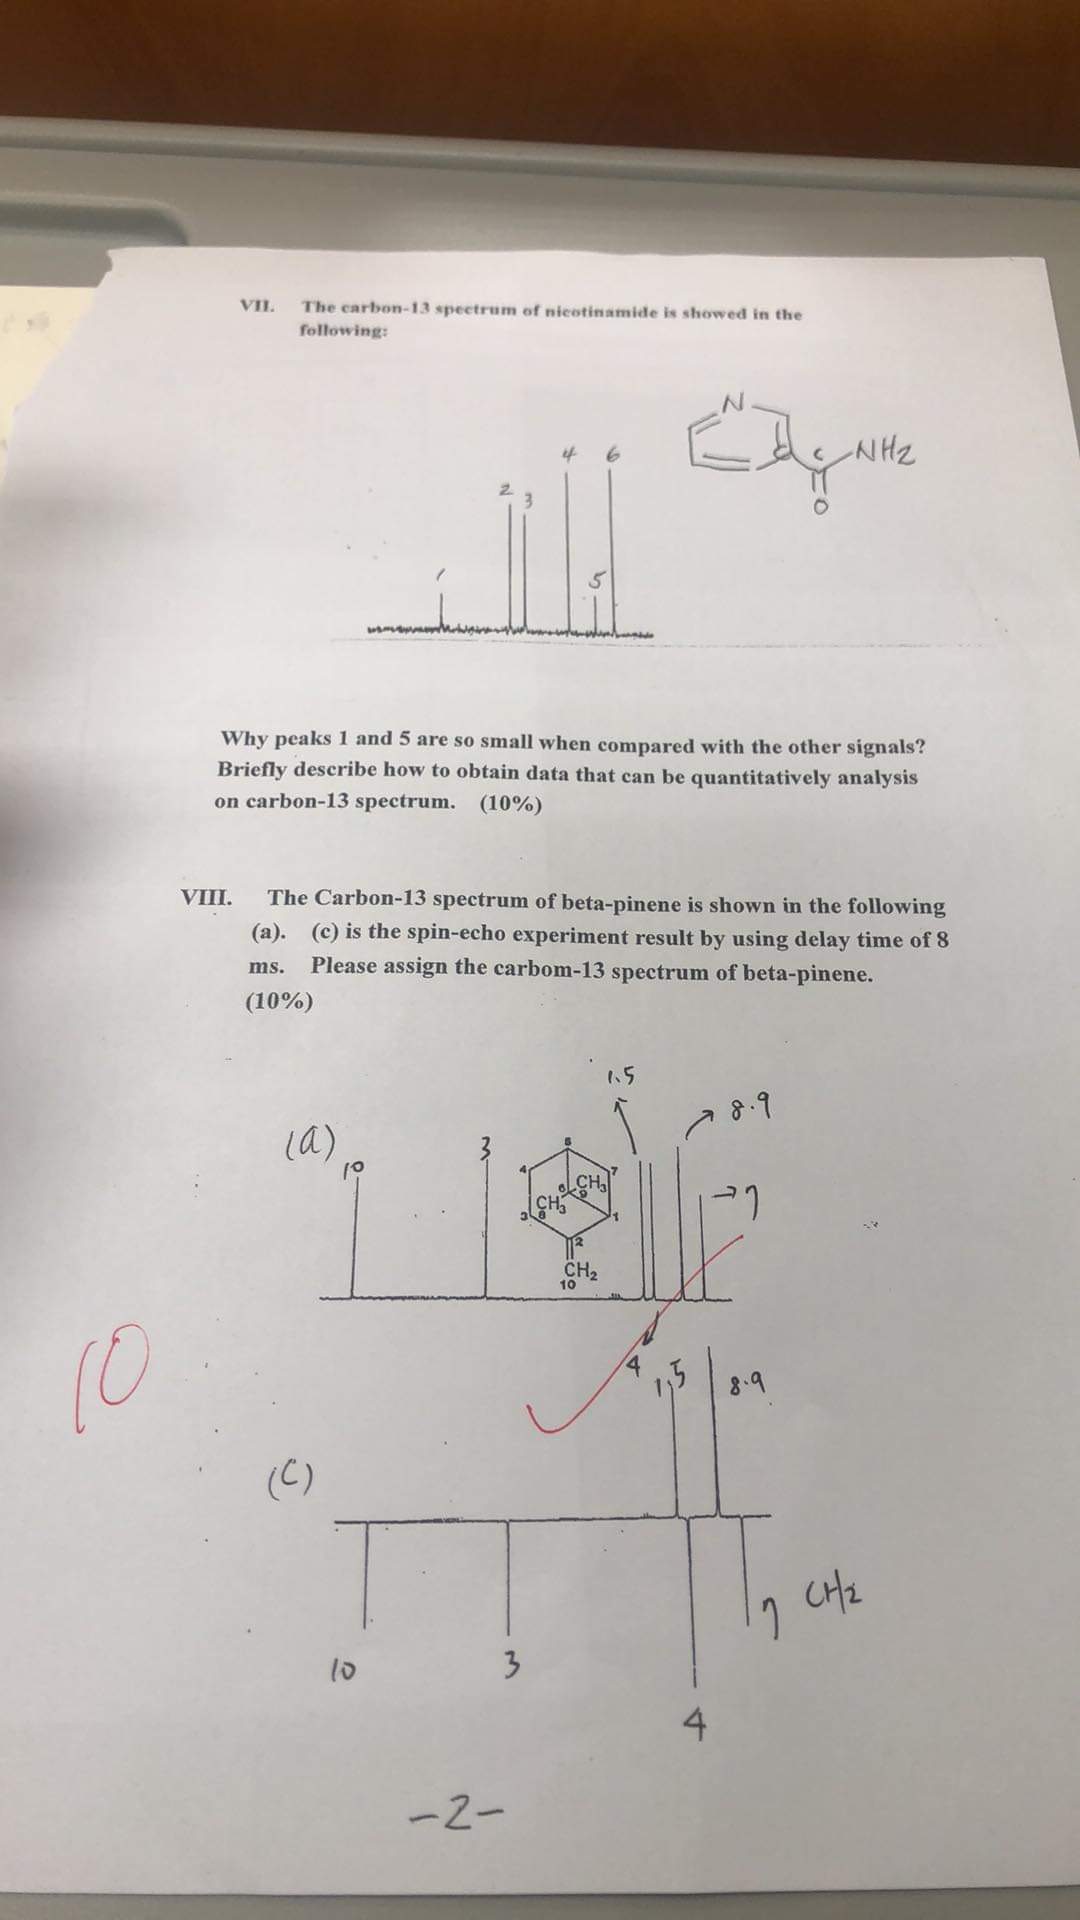 VII. The carbon-13 spectrum of nicotinamide is showed in the
following:
N
NH2
C
O
4 6
2 3
1
5
Why peaks 1 and 5 are so small when compared with the other signals?
Briefly describe how to obtain data that can be quantitatively analysis
on carbon-13 spectrum. (10%)
VIII. The Carbon-13 spectrum of beta-pinene is shown in the following
(a). (c) is the spin-echo experiment result by using delay time of 8
ms. Please assign the carbom-13 spectrum of beta-pinene.
(10%)
1.5
8.9
(a)
10
3
5
4 7
6 CH3
9
CH3
3 8 1
2
CH2
10
7
10
4
1,5
8.9
(C)
7 CH2
10 3
4
-2-